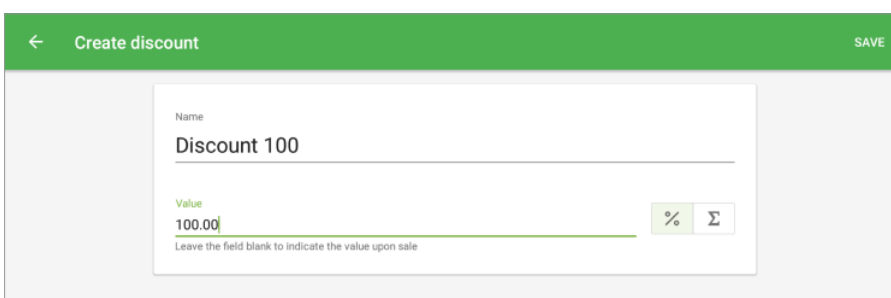 Create discount
SAVE
Name
Discount 100
Value
100.00
% Σ
Leave the field blank to indicate the value upon sale